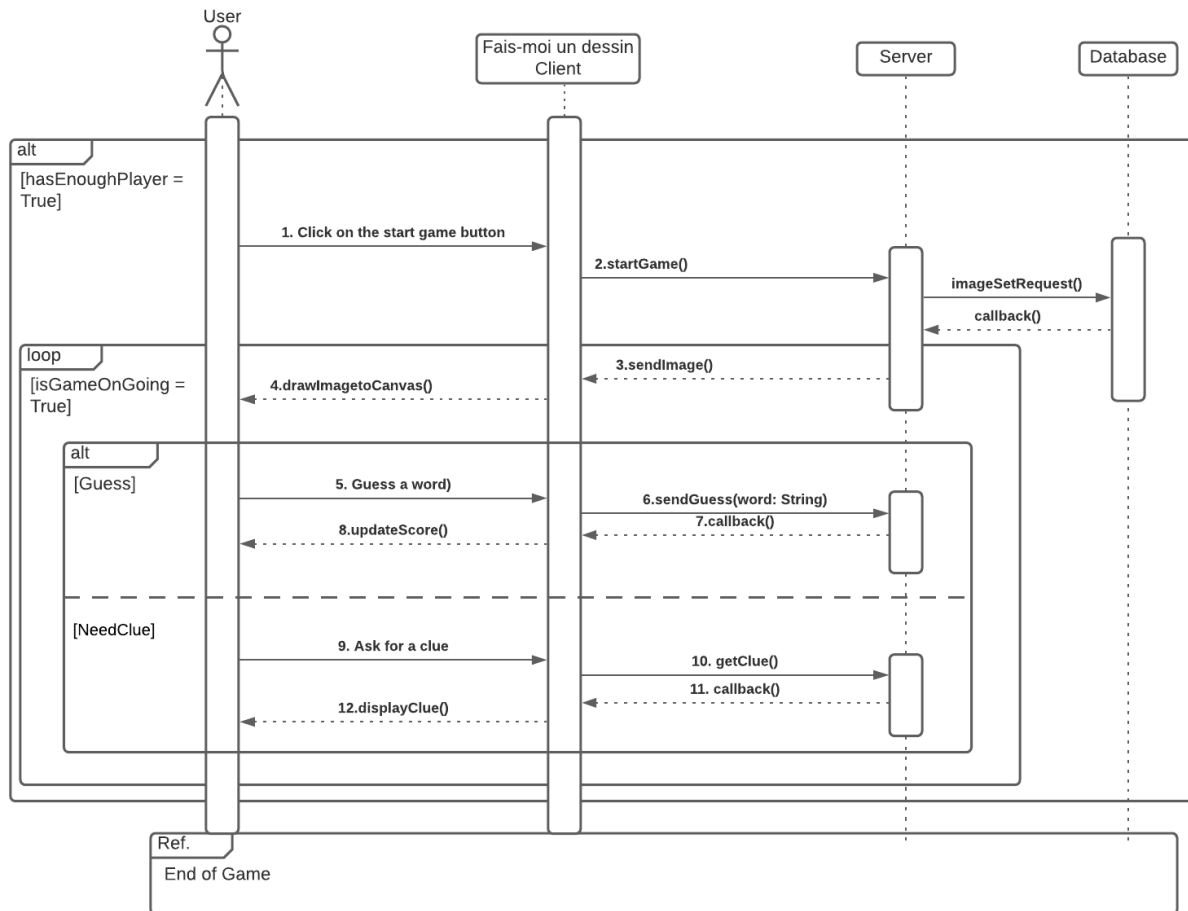 User
Fais-moi un dessin
Client
Server
Database
alt
[hasEnoughPlayer =
True]
1. Click on the start game button
2.startGame()
imageSetRequest()
callback()
loop
[isGameOnGoing =
True]
3.sendImage()
4.drawImagetoCanvas()
alt
[Guess]
5. Guess a word)
6.sendGuess(word: String)
7.callback()
8.updateScore()
[NeedClue]
9. Ask for a clue
10. getClue()
11. callback()
12.displayClue()
Ref.
End of Game